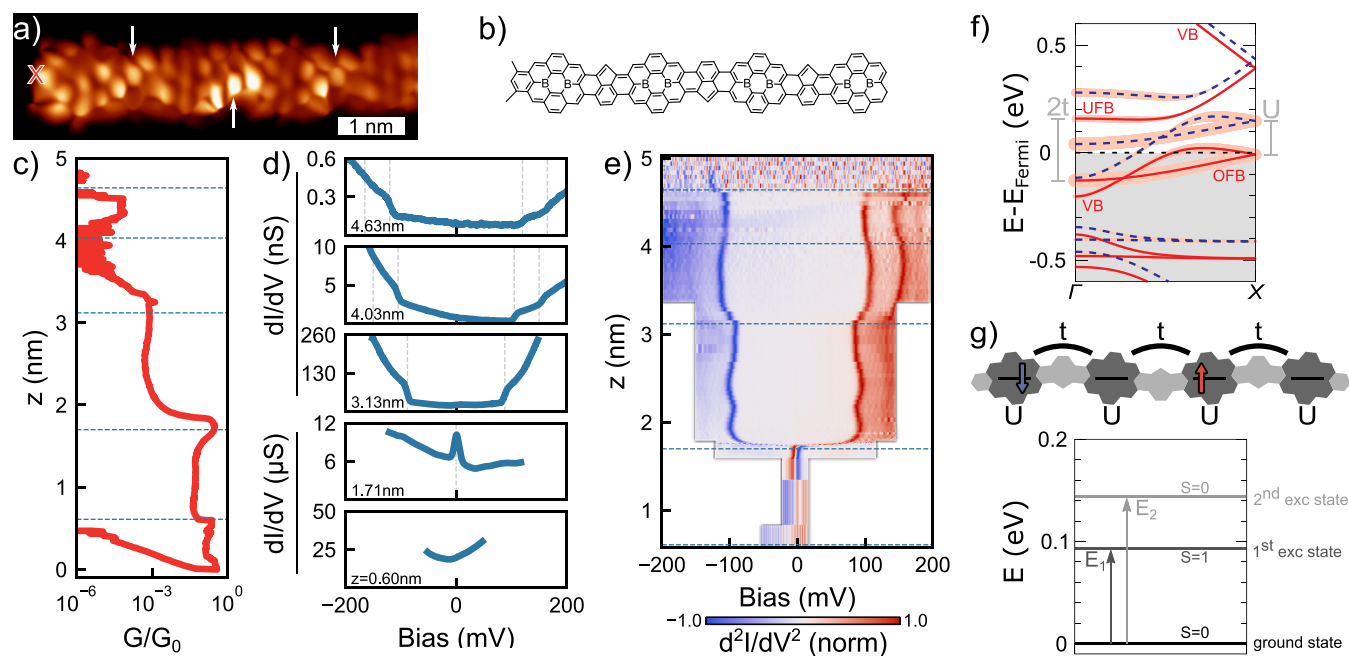 a)
X
1 nm
b)
B B B B B B B B
c)
5
4
3
2
1
0
z (nm)
10⁻⁶ 10⁻³ 10⁰
G/G₀
d)
0.6
0.3
4.63nm
10
5
4.03nm
260
130
3.13nm
dI/dV (nS)
12
6
1.71nm
50
25
z=0.60nm
dI/dV (µS)
−200 0 200
Bias (mV)
e)
5
4
3
2
1
z (nm)
−200 −100 0 100 200
Bias (mV)
−1.0 1.0
d²I/dV² (norm)
f)
0.5
0
-0.5
E-E_Fermi (eV)
VB
2t
UFB
U
OFB
VB
Γ X
g)
t t t
U U U U
0.2
0.1
0
E (eV)
S=0
2nd exc state
E₂
E₁
S=1
1st exc state
S=0
ground state